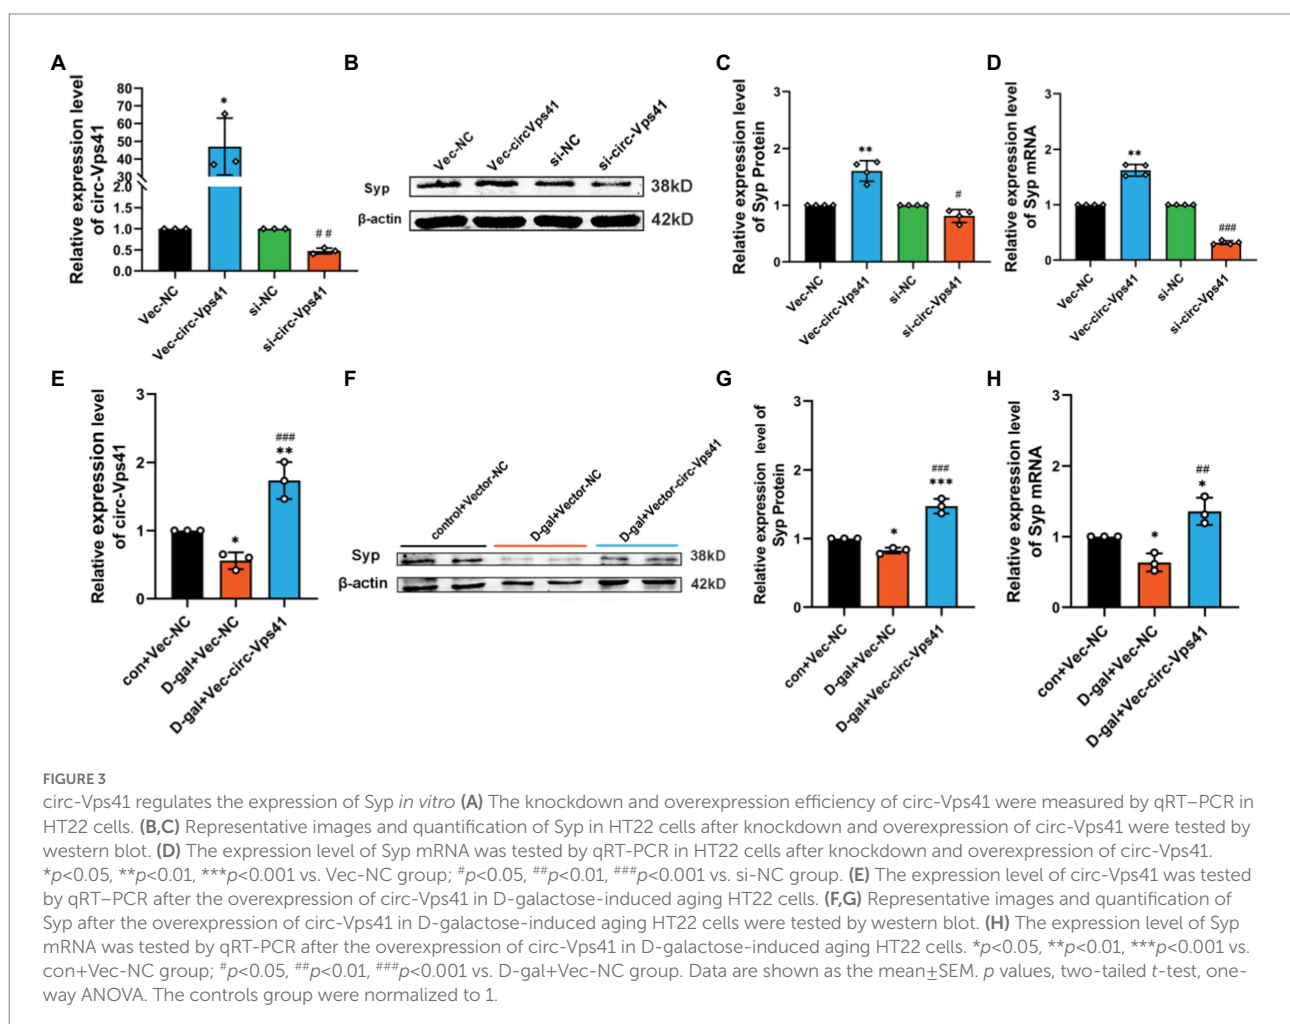 A
Relative expression level
of circ-Vps41
80
70
60
50
40
30
2.0
1.5
1.0
0.5
0.0
*
##
Vec-NC
Vec-circ-Vps41
si-NC
si-circ-Vps41
B
Vec-NC
Vec-circVps41
si-NC
si-circ-Vps41
Syp
38kD
β-actin
42kD
C
Relative expression level
of Syp Protein
3
2
1
0
**
#
Vec-NC
Vec-circ-Vps41
si-NC
si-circ-Vps41
D
Relative expression level
of Syp mRNA
3
2
1
0
**
###
Vec-NC
Vec-circ-Vps41
si-NC
si-circ-Vps41
E
Relative expression level
of circ-Vps41
3
2
1
0
*
###
**
con+Vec-NC
D-gal+Vec-NC
D-gal+Vec-circ-Vps41
F
control+Vector-NC
D-gal+Vector-NC
D-gal+Vector-circ-Vps41
Syp
38kD
β-actin
42kD
G
Relative expression level of
Syp Protein
3
2
1
0
*
###
***
con+Vec-NC
D-gal+Vec-NC
D-gal+Vec-circ-Vps41
H
Relative expression level
of Syp mRNA
3
2
1
0
*
##
*
con+Vec-NC
D-gal+Vec-NC
D-gal+Vec-circ-Vps41
FIGURE 3
circ-Vps41 regulates the expression of Syp in vitro (A) The knockdown and overexpression efficiency of circ-Vps41 were measured by qRT–PCR in
HT22 cells. (B,C) Representative images and quantification of Syp in HT22 cells after knockdown and overexpression of circ-Vps41 were tested by
western blot. (D) The expression level of Syp mRNA was tested by qRT-PCR in HT22 cells after knockdown and overexpression of circ-Vps41.
*p<0.05, **p<0.01, ***p<0.001 vs. Vec-NC group; #p<0.05, ##p<0.01, ###p<0.001 vs. si-NC group. (E) The expression level of circ-Vps41 was tested
by qRT–PCR after the overexpression of circ-Vps41 in D-galactose-induced aging HT22 cells. (F,G) Representative images and quantification of
Syp after the overexpression of circ-Vps41 in D-galactose-induced aging HT22 cells were tested by western blot. (H) The expression level of Syp
mRNA was tested by qRT-PCR after the overexpression of circ-Vps41 in D-galactose-induced aging HT22 cells. *p<0.05, **p<0.01, ***p<0.001 vs.
con+Vec-NC group; #p<0.05, ##p<0.01, ###p<0.001 vs. D-gal+Vec-NC group. Data are shown as the mean±SEM. p values, two-tailed t-test, one-
way ANOVA. The controls group were normalized to 1.